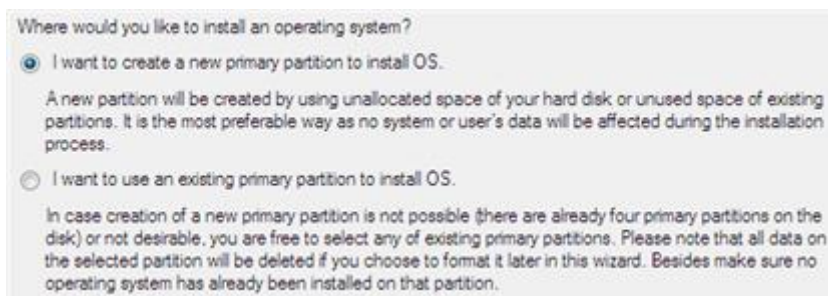 Where would you like to install an operating system?
I want to create a new primary partition to install OS.
A new partition will be created by using unallocated space of your hard disk or unused space of existing
partitions. It is the most preferable way as no system or user's data will be affected during the installation
process.
I want to use an existing primary partition to install OS.
In case creation of a new primary partition is not possible (there are already four primary partitions on the
disk) or not desirable, you are free to select any of existing primary partitions. Please note that all data on
the selected partition will be deleted if you choose to format it later in this wizard. Besides make sure no
operating system has already been installed on that partition.